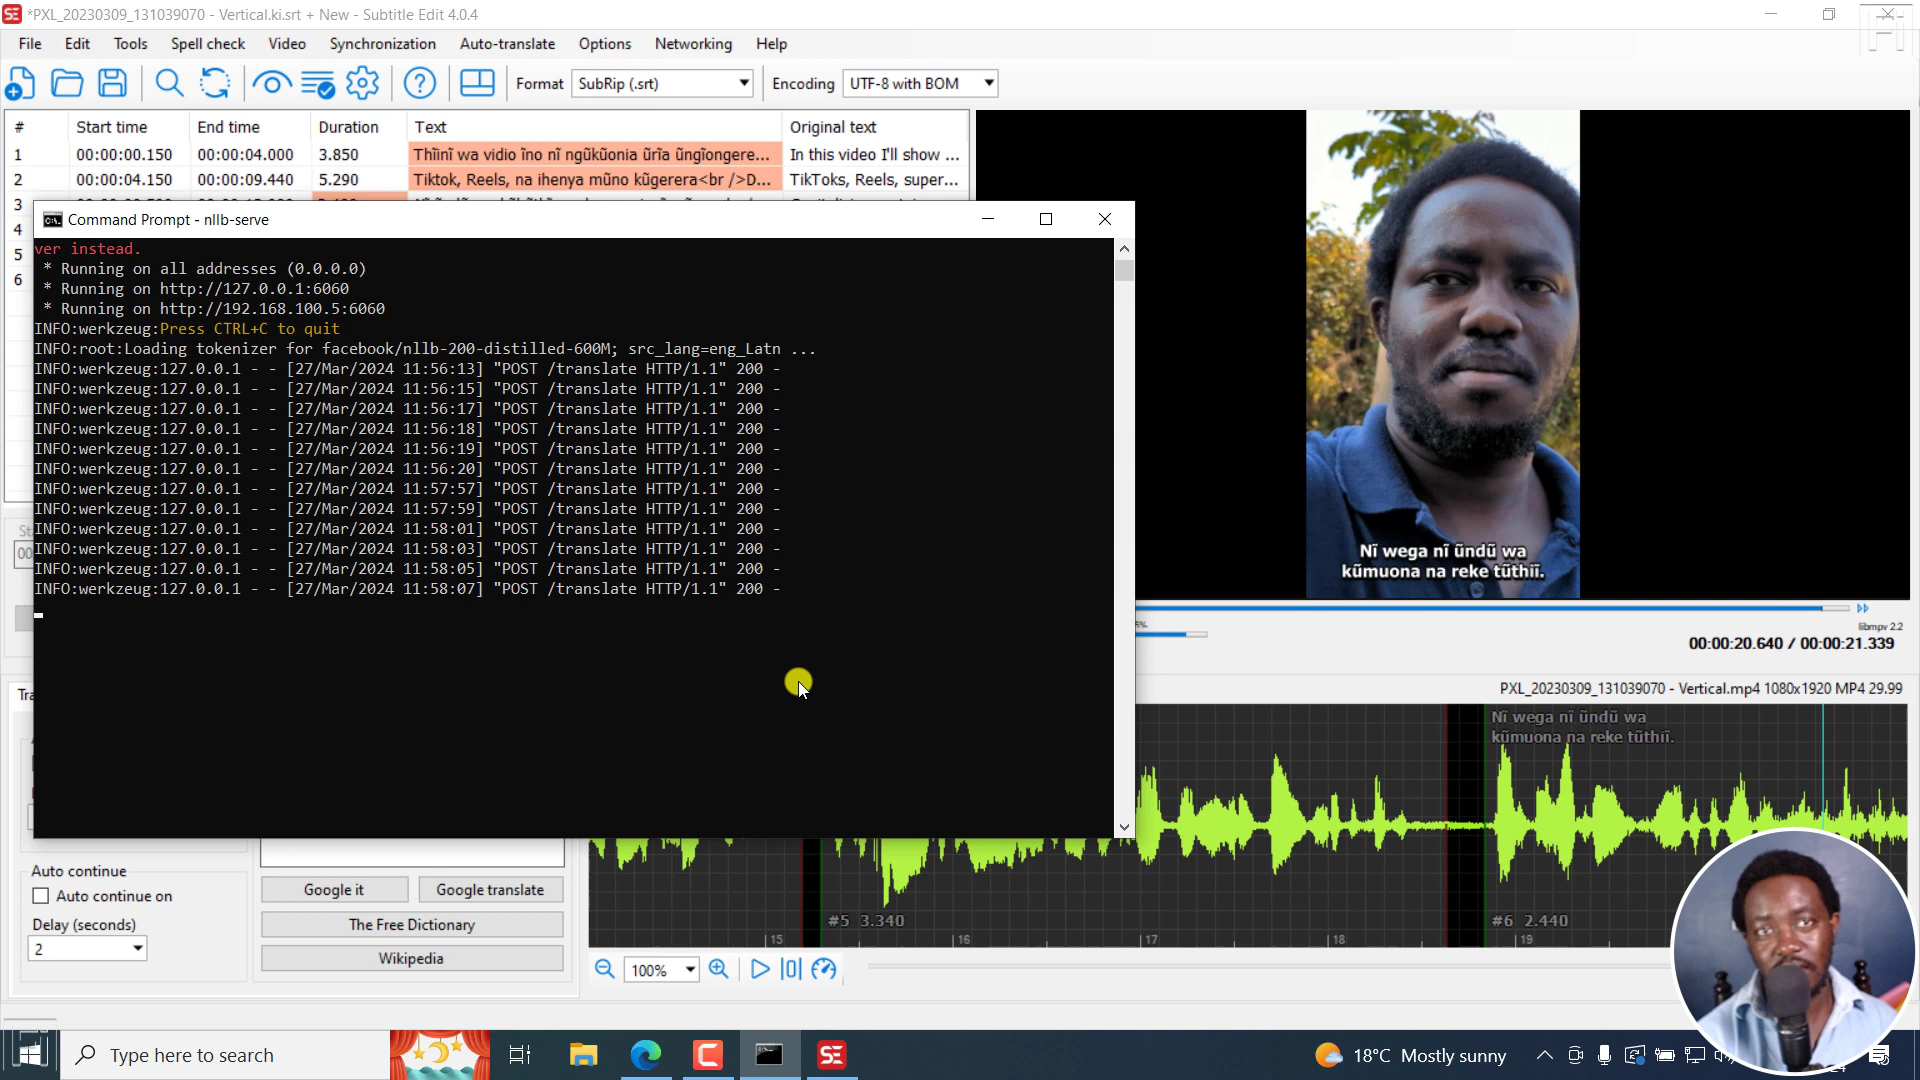 *PXL_20230309_131039070 - Vertical.ki.srt + New - Subtitle Edit 4.0.4
File Edit Tools Spell check Video Synchronization Auto-translate Options Networking Help
Format SubRip (.srt) Encoding UTF-8 with BOM
# Start time End time Duration Text Original text
1 00:00:00.150 00:00:04.000 3.850 Thĩinĩ wa vidio ĩno nĩ ngũkũonia ũrĩa ũngĩongere... In this video I'll show ...
2 00:00:04.150 00:00:09.440 5.290 Tiktok, Reels, na ihenya mũno kũgerera<br />D... TikToks, Reels, super...
3
4
5
6
Command Prompt - nllb-serve
ver instead.
* Running on all addresses (0.0.0.0)
* Running on http://127.0.0.1:6060
* Running on http://192.168.100.5:6060
INFO:werkzeug:Press CTRL+C to quit
INFO:root:Loading tokenizer for facebook/nllb-200-distilled-600M; src_lang=eng_Latn ...
INFO:werkzeug:127.0.0.1 - - [27/Mar/2024 11:56:13] "POST /translate HTTP/1.1" 200 -
INFO:werkzeug:127.0.0.1 - - [27/Mar/2024 11:56:15] "POST /translate HTTP/1.1" 200 -
INFO:werkzeug:127.0.0.1 - - [27/Mar/2024 11:56:17] "POST /translate HTTP/1.1" 200 -
INFO:werkzeug:127.0.0.1 - - [27/Mar/2024 11:56:18] "POST /translate HTTP/1.1" 200 -
INFO:werkzeug:127.0.0.1 - - [27/Mar/2024 11:56:19] "POST /translate HTTP/1.1" 200 -
INFO:werkzeug:127.0.0.1 - - [27/Mar/2024 11:56:20] "POST /translate HTTP/1.1" 200 -
INFO:werkzeug:127.0.0.1 - - [27/Mar/2024 11:57:57] "POST /translate HTTP/1.1" 200 -
INFO:werkzeug:127.0.0.1 - - [27/Mar/2024 11:57:59] "POST /translate HTTP/1.1" 200 -
INFO:werkzeug:127.0.0.1 - - [27/Mar/2024 11:58:01] "POST /translate HTTP/1.1" 200 -
INFO:werkzeug:127.0.0.1 - - [27/Mar/2024 11:58:03] "POST /translate HTTP/1.1" 200 -
INFO:werkzeug:127.0.0.1 - - [27/Mar/2024 11:58:05] "POST /translate HTTP/1.1" 200 -
INFO:werkzeug:127.0.0.1 - - [27/Mar/2024 11:58:07] "POST /translate HTTP/1.1" 200 -
Nĩ wega nĩ ũndũ wa
kũmuona na reke tũthiĩ.
libmpv 2.2
00:00:20.640 / 00:00:21.339
PXL_20230309_131039070 - Vertical.mp4 1080x1920 MP4 29.99
Nĩ wega nĩ ũndũ wa
kũmuona na reke tũthiĩ.
#5 3.340
#6 2.440
15 16 17 18 19
100%
Auto continue
Auto continue on
Delay (seconds)
2
Google it Google translate
The Free Dictionary
Wikipedia
Type here to search
SE
18°C Mostly sunny